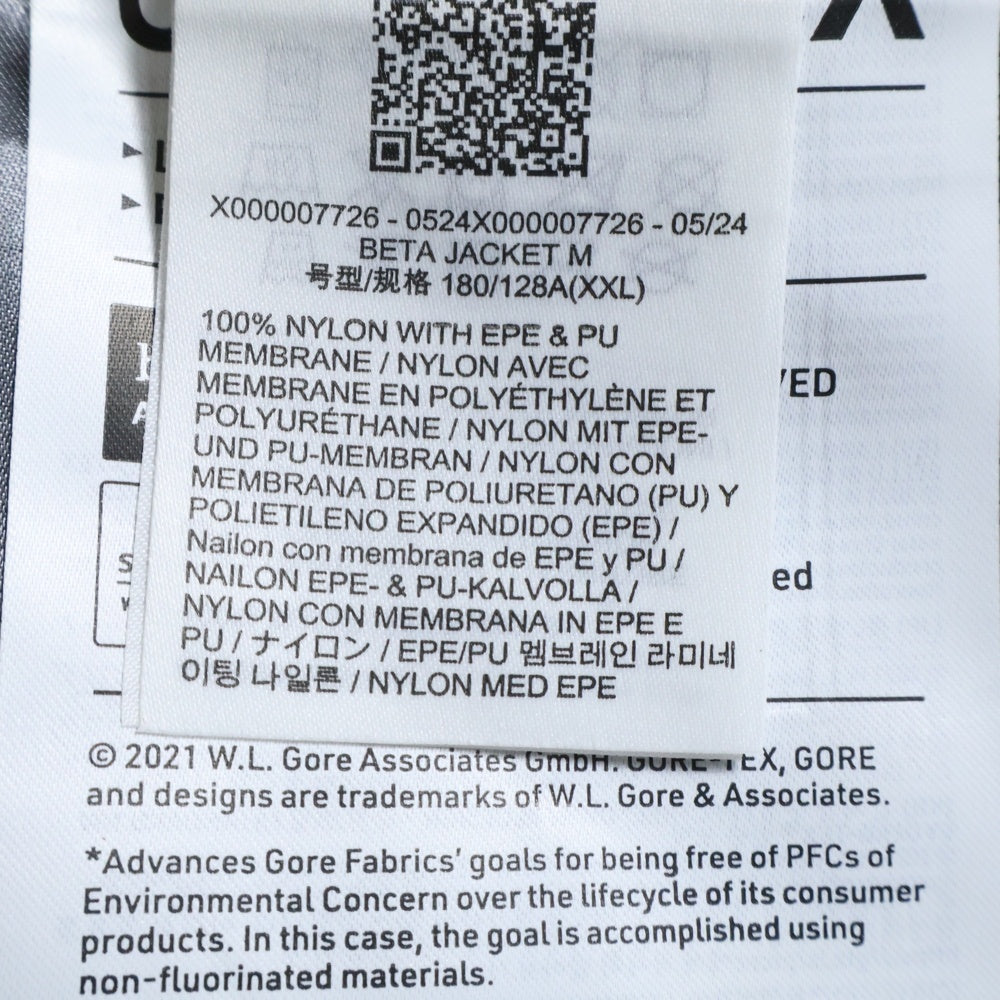 X
X000007726 - 0524X000007726 - 05/24
BETA JACKET M
号型/规格 180/128A(XXL)
100% NYLON WITH EPE & PU
MEMBRANE / NYLON AVEC
MEMBRANE EN POLYÉTHYLÈNE ET
POLYURÉTHANE / NYLON MIT EPE-
UND PU-MEMBRAN / NYLON CON
MEMBRANA DE POLIURETANO (PU) Y
POLIETILENO EXPANDIDO (EPE) /
Nailon con membrana de EPE y PU /
NAILON EPE- & PU-KALVOLLA /
NYLON CON MEMBRANA IN EPE E
PU / ナイロン / EPE/PU 멤브레인 라미네
이팅 나일론 / NYLON MED EPE
VED
ed
© 2021 W.L. Gore Associates GmbH. GORE-TEX, GORE
and designs are trademarks of W.L. Gore & Associates.
*Advances Gore Fabrics' goals for being free of PFCs of
Environmental Concern over the lifecycle of its consumer
products. In this case, the goal is accomplished using
non-fluorinated materials.